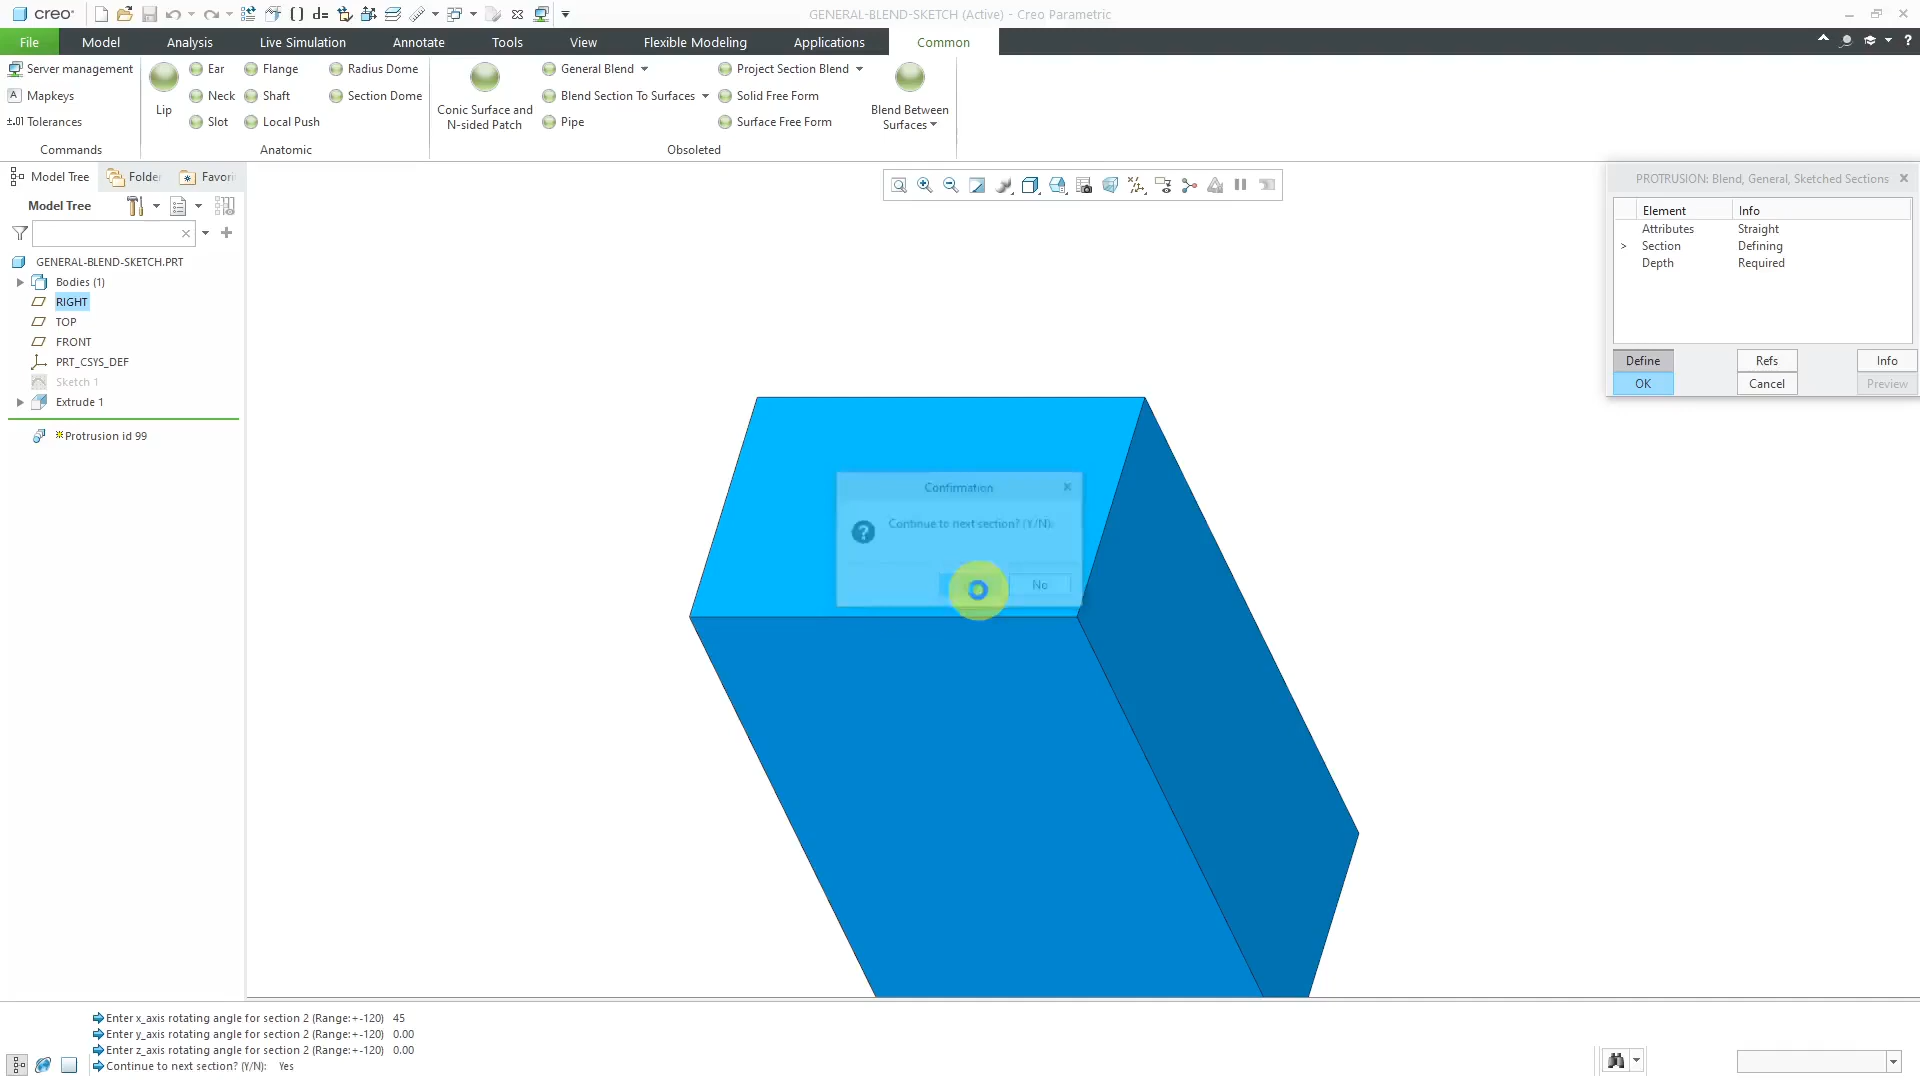 creo
GENERAL-BLEND-SKETCH (Active) - Creo Parametric
File Model Analysis Live Simulation Annotate Tools View Flexible Modeling Applications Common
Server management
Mapkeys
Tolerances
Commands
Lip
Ear
Neck
Slot
Flange
Shaft
Local Push
Radius Dome
Section Dome
Anatomic
Conic Surface and
N-sided Patch
General Blend
Blend Section To Surfaces
Pipe
Project Section Blend
Solid Free Form
Surface Free Form
Blend Between
Surfaces
Obsoleted
Model Tree Folder Favori
Model Tree
GENERAL-BLEND-SKETCH.PRT
Bodies (1)
RIGHT
TOP
FRONT
PRT_CSYS_DEF
Sketch 1
Extrude 1
Protrusion id 99
Confirmation
Continue to next section? (Y/N):
No
PROTRUSION: Blend, General, Sketched Sections
Element Info
Attributes Straight
> Section Defining
Depth Required
Define Refs Info
OK Cancel Preview
Enter x_axis rotating angle for section 2 (Range:+-120) 45
Enter y_axis rotating angle for section 2 (Range:+-120) 0.00
Enter z_axis rotating angle for section 2 (Range:+-120) 0.00
Continue to next section? (Y/N): Yes